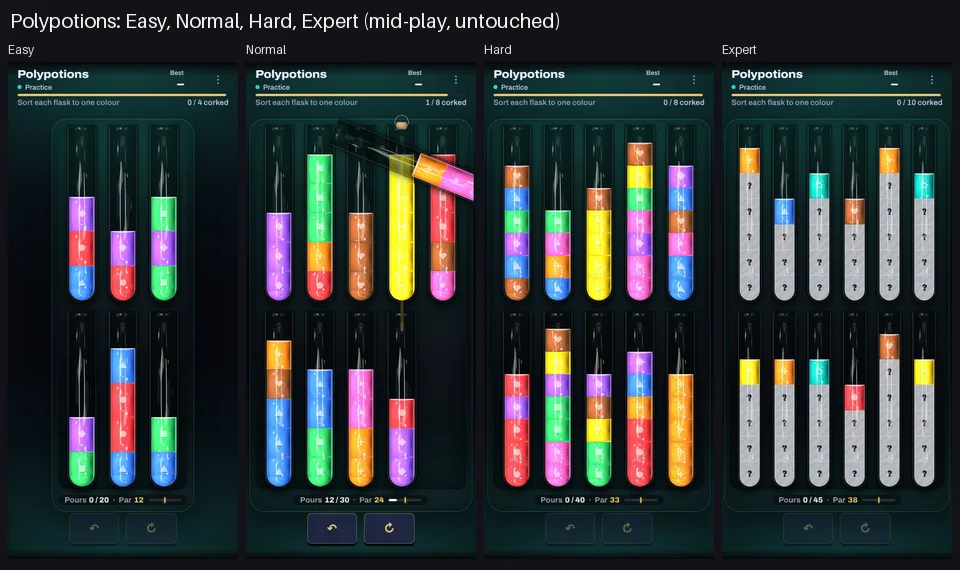 Polypotions: Easy, Normal, Hard, Expert (mid-play, untouched)
Easy
Polypotions
Best
Practice
–
Sort each flask to one colour
0 / 4 corked
Pours 0 / 20 · Par 12
Normal
Polypotions
Best
Practice
–
Sort each flask to one colour
1 / 8 corked
Pours 12 / 30 · Par 24
Hard
Polypotions
Best
Practice
–
Sort each flask to one colour
0 / 8 corked
Pours 0 / 40 · Par 33
Expert
Polypotions
Best
Practice
–
Sort each flask to one colour
0 / 10 corked
? ? ? ?
? ? ? ? ? ?
? ? ? ? ? ?
? ? ? ? ? ?
?
? ? ? ? ?
? ? ? ? ? ?
? ? ? ? ? ?
? ? ? ? ? ?
Pours 0 / 45 · Par 38